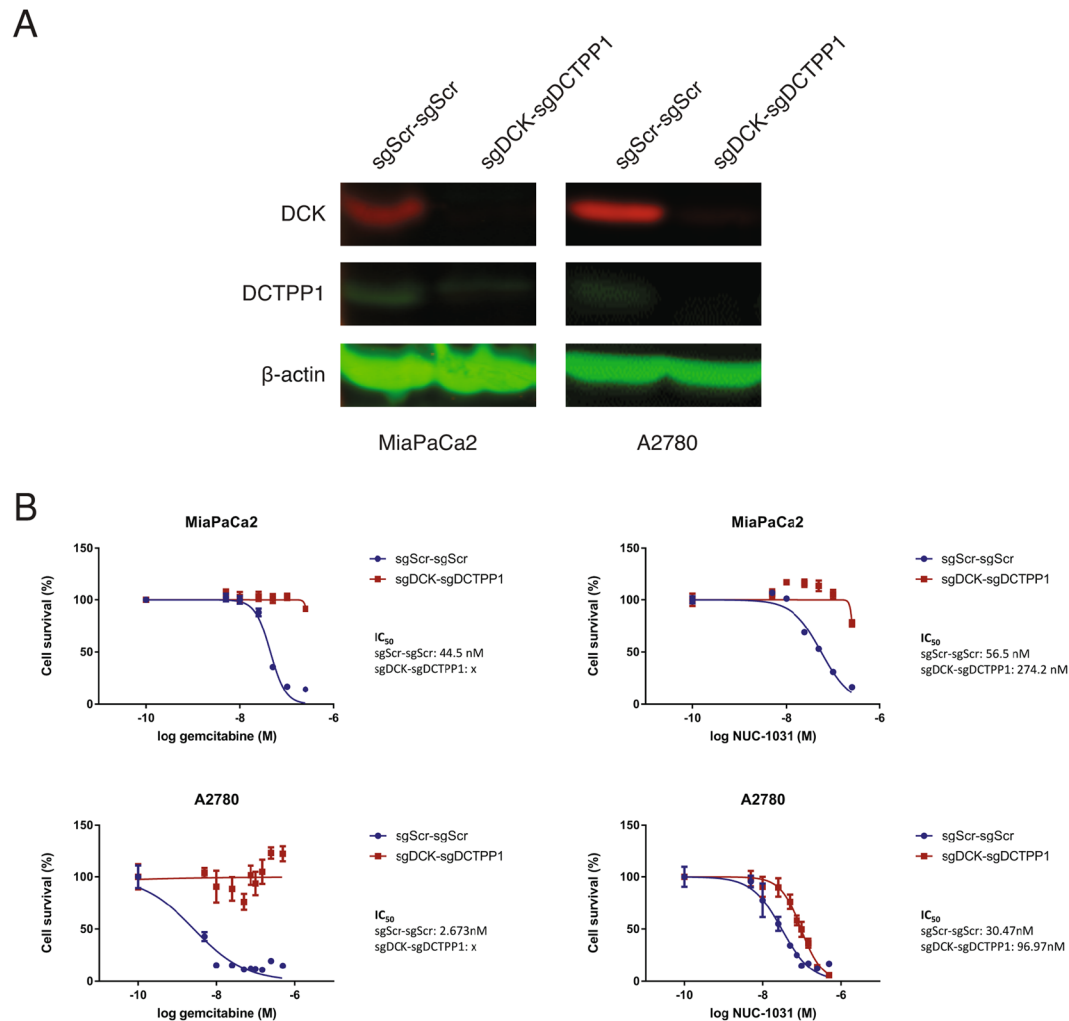 A
sgScr-sgScr
sgDCK-sgDCTPP1
sgScr-sgScr
sgDCK-sgDCTPP1
DCK
DCTPP1
β-actin
MiaPaCa2
A2780
B
MiaPaCa2
150
100
50
0
Cell survival (%)
-10
-8
-6
log gemcitabine (M)
sgScr-sgScr
sgDCK-sgDCTPP1
IC50
sgScr-sgScr: 44.5 nM
sgDCK-sgDCTPP1: x
MiaPaCa2
150
100
50
0
Cell survival (%)
-10
-8
-6
log NUC-1031 (M)
sgScr-sgScr
sgDCK-sgDCTPP1
IC50
sgScr-sgScr: 56.5 nM
sgDCK-sgDCTPP1: 274.2 nM
A2780
150
100
50
0
Cell survival (%)
-10
-8
-6
log gemcitabine (M)
sgScr-sgScr
sgDCK-sgDCTPP1
IC50
sgScr-sgScr: 2.673nM
sgDCK-sgDCTPP1: x
A2780
150
100
50
0
Cell survival (%)
-10
-8
-6
log NUC-1031 (M)
sgScr-sgScr
sgDCK-sgDCTPP1
IC50
sgScr-sgScr: 30.47nM
sgDCK-sgDCTPP1: 96.97nM